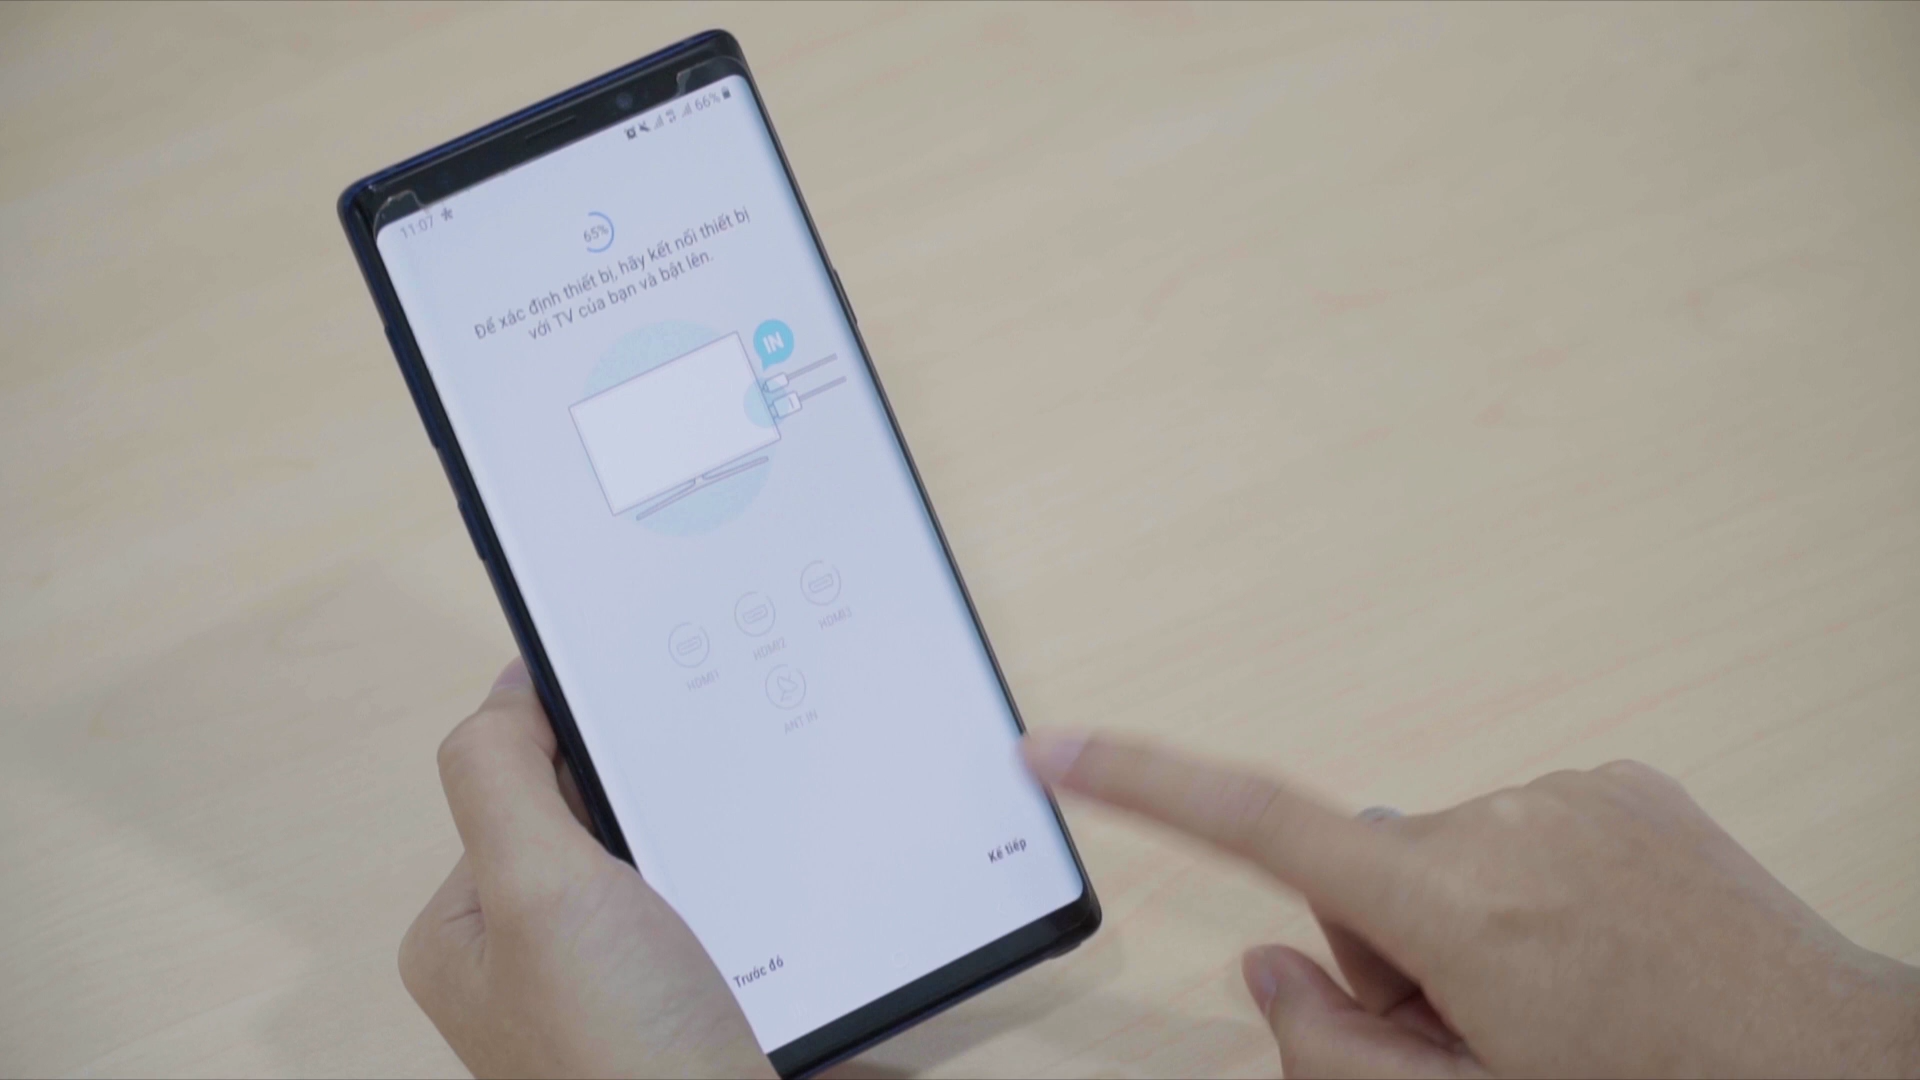 11:07
66%
65%
Để xác định thiết bị, hãy kết nối thiết bị
với TV của bạn và bật lên.
IN
HDMI1
HDMI2
HDMI3
ANT IN
Kế tiếp
Trước đó